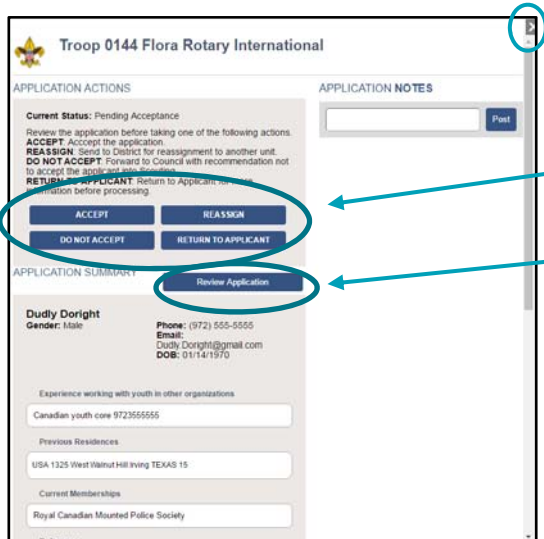 Troop 0144 Flora Rotary International
APPLICATION ACTIONS
Current Status: Pending Acceptance
Review the application before taking one of the following actions.
ACCEPT: Accept the application.
REASSIGN: Send to District for reassignment to another unit.
DO NOT ACCEPT: Forward to Council with recommendation not
to accept the applicant into Scouting.
RETURN TO APPLICANT: Return to Applicant for more
information before processing.
ACCEPT
REASSIGN
DO NOT ACCEPT
RETURN TO APPLICANT
APPLICATION NOTES
Post
APPLICATION SUMMARY
Review Application
Dudly Doright
Gender: Male
Phone: (972) 555-5555
Email:
Dudly.Doright@gmail.com
DOB: 01/14/1970
Experience working with youth in other organizations
Canadian youth core 9723555555
Previous Residences
USA 1325 West Walnut Hill Irving TEXAS 15
Current Memberships
Royal Canadian Mounted Police Society